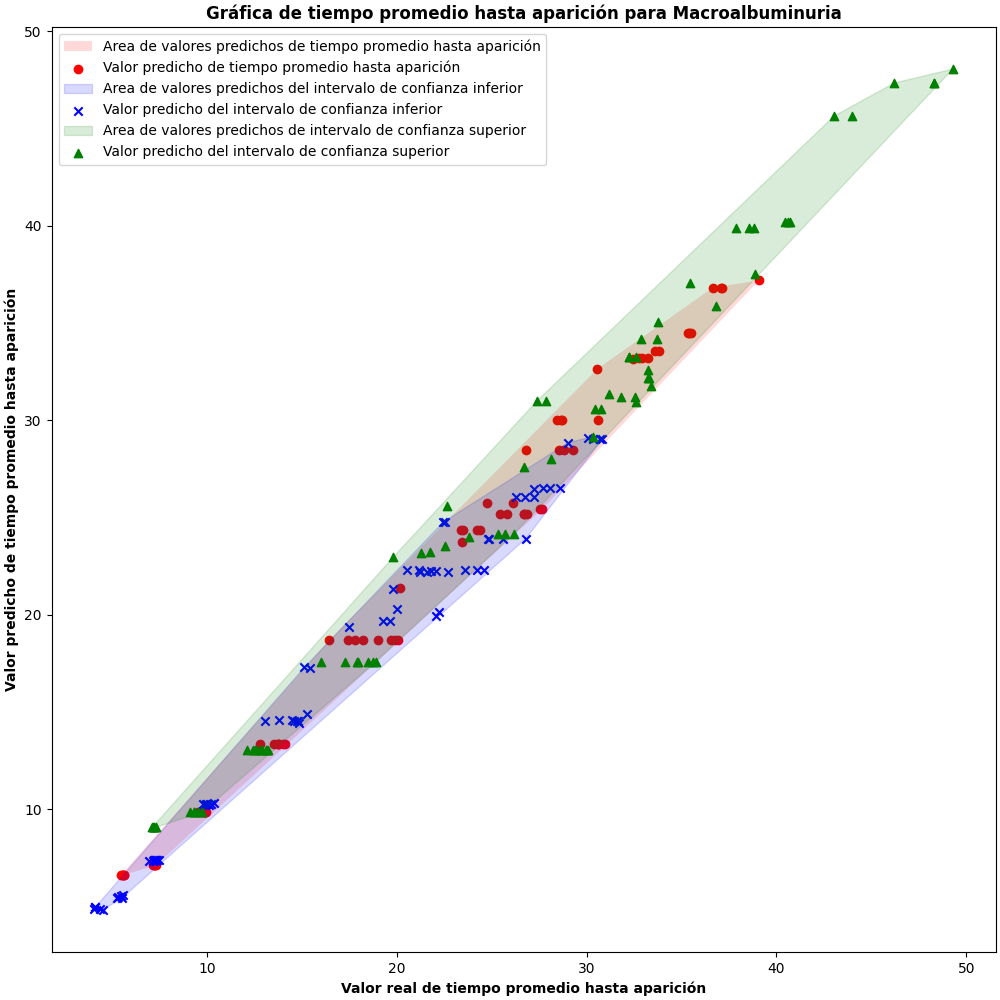 Gráfica de tiempo promedio hasta aparición para Macroalbuminuria
Area de valores predichos de tiempo promedio hasta aparición
Valor predicho de tiempo promedio hasta aparición
Area de valores predichos del intervalo de confianza inferior
Valor predicho del intervalo de confianza inferior
Area de valores predichos de intervalo de confianza superior
Valor predicho del intervalo de confianza superior
Valor predicho de tiempo promedio hasta aparición
50
40
30
20
10
10 20 30 40 50
Valor real de tiempo promedio hasta aparición